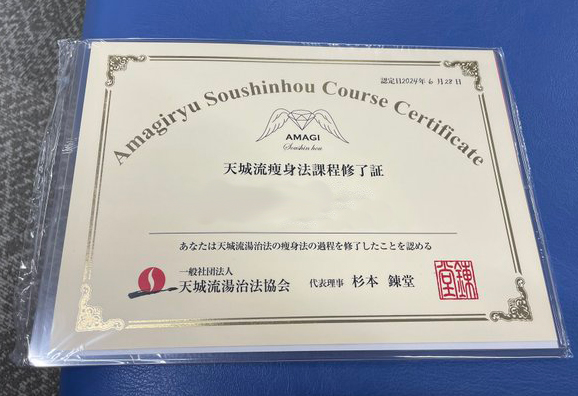 認定日2024年 6 月 28 日
Amagiryu Soushinhou Course Certificate
AMAGI
Soushin hou
天城流痩身法課程修了証
あなたは天城流湯治法の痩身法の過程を修了したことを認める
一般社団法人
天城流湯治法協会 代表理事 杉本 錬堂
錬堂